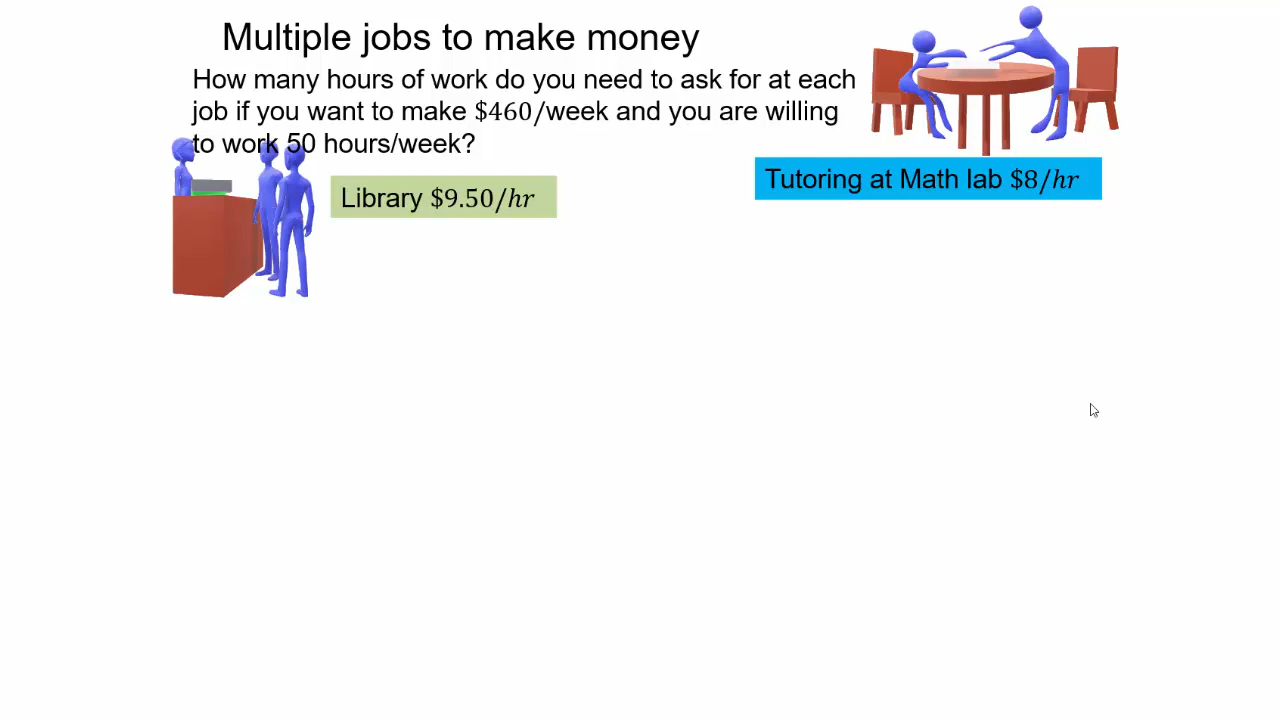 Multiple jobs to make money
How many hours of work do you need to ask for at each
job if you want to make $460/week and you are willing
to work 50 hours/week?
Library $9.50/hr
Tutoring at Math lab $8/hr